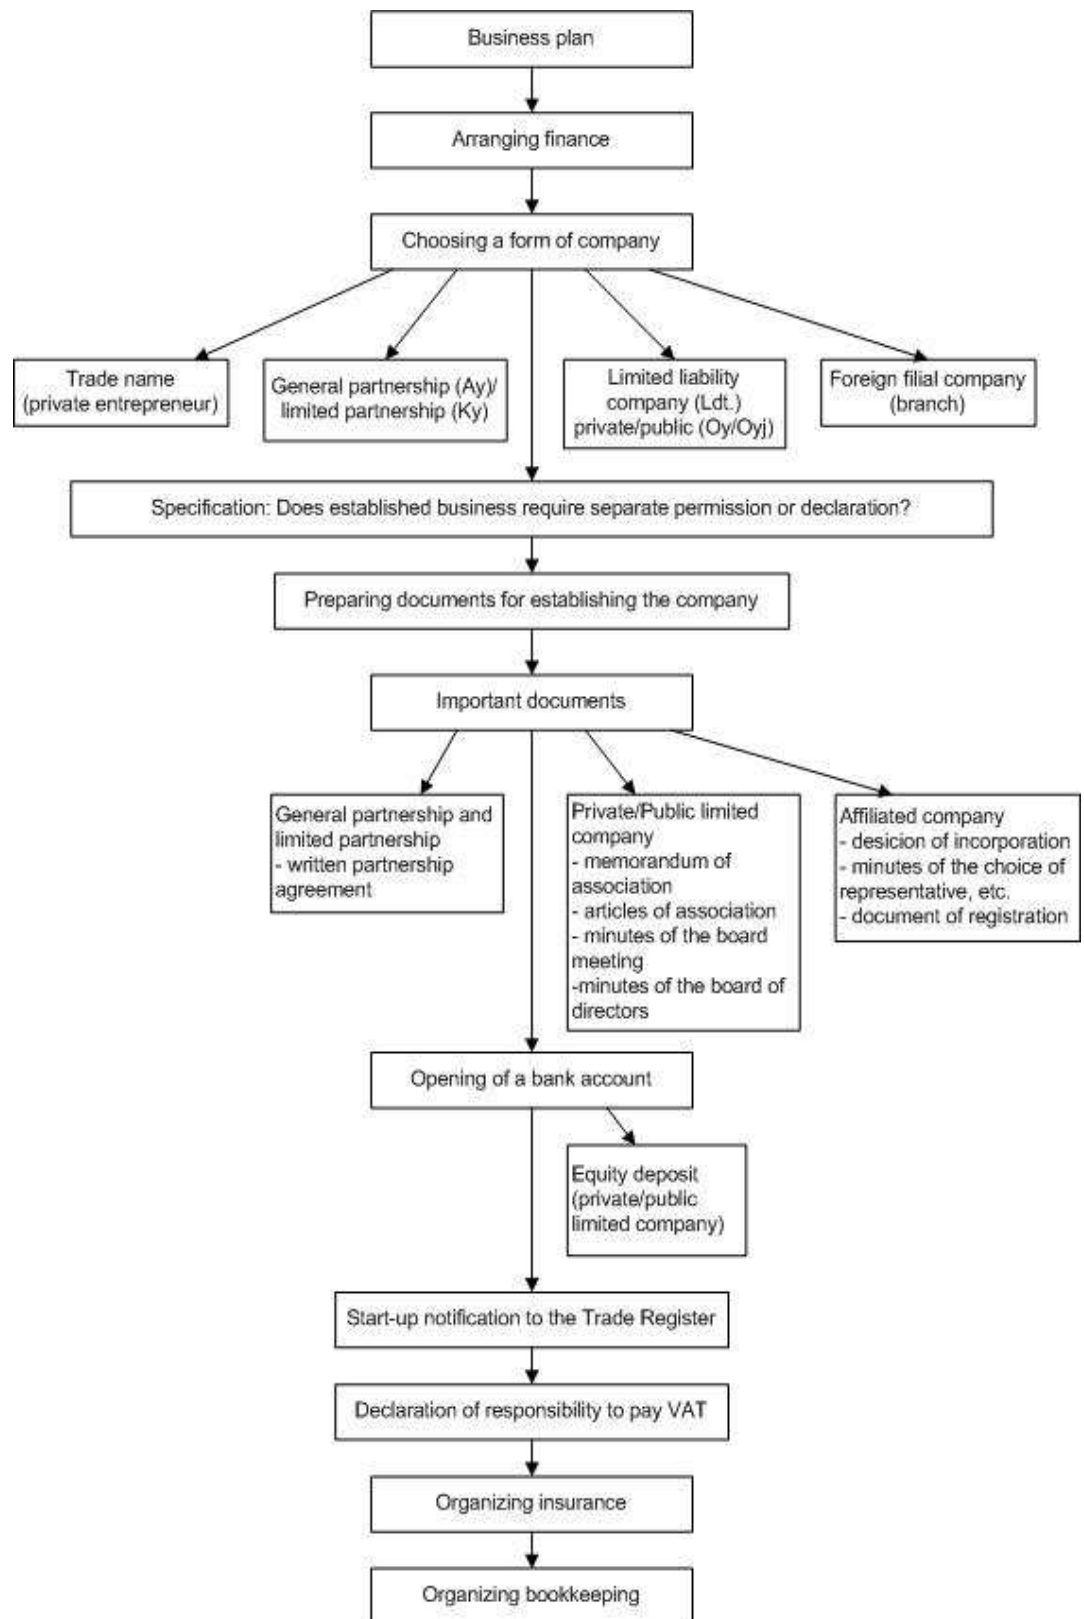 Business plan
Arranging finance
Choosing a form of company
Trade name
(private entrepreneur)
General partnership (Ay)/
limited partnership (Ky)
Limited liability
company (Ldt.)
private/public (Oy/Oyj)
Foreign filial company
(branch)
Specification: Does established business require separate permission or declaration?
Preparing documents for establishing the company
Important documents
General partnership and
limited partnership
- written partnership
agreement
Private/Public limited
company
- memorandum of
association
- articles of association
- minutes of the board
meeting
-minutes of the board of
directors
Affiliated company
- desicion of incorporation
- minutes of the choice of
representative, etc.
- document of registration
Opening of a bank account
Equity deposit
(private/public
limited company)
Start-up notification to the Trade Register
Declaration of responsibility to pay VAT
Organizing insurance
Organizing bookkeeping